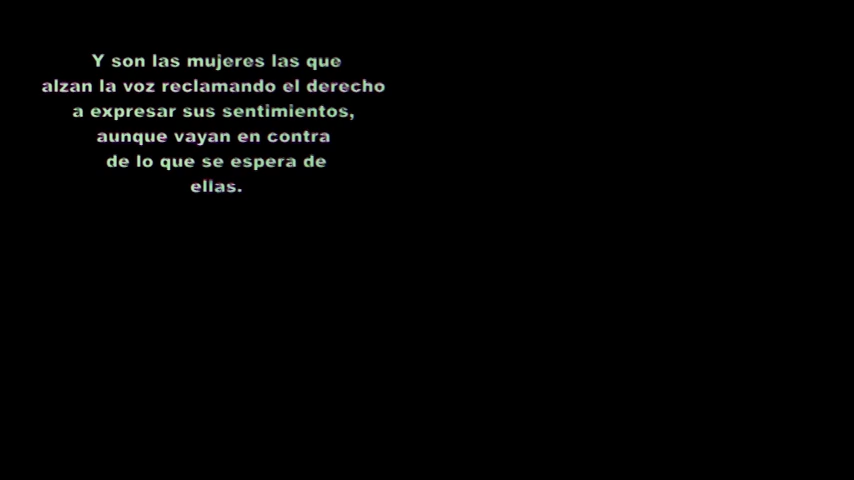 Y son las mujeres las que
alzan la voz reclamando el derecho
a expresar sus sentimientos,
aunque vayan en contra
de lo que se espera de
ellas.